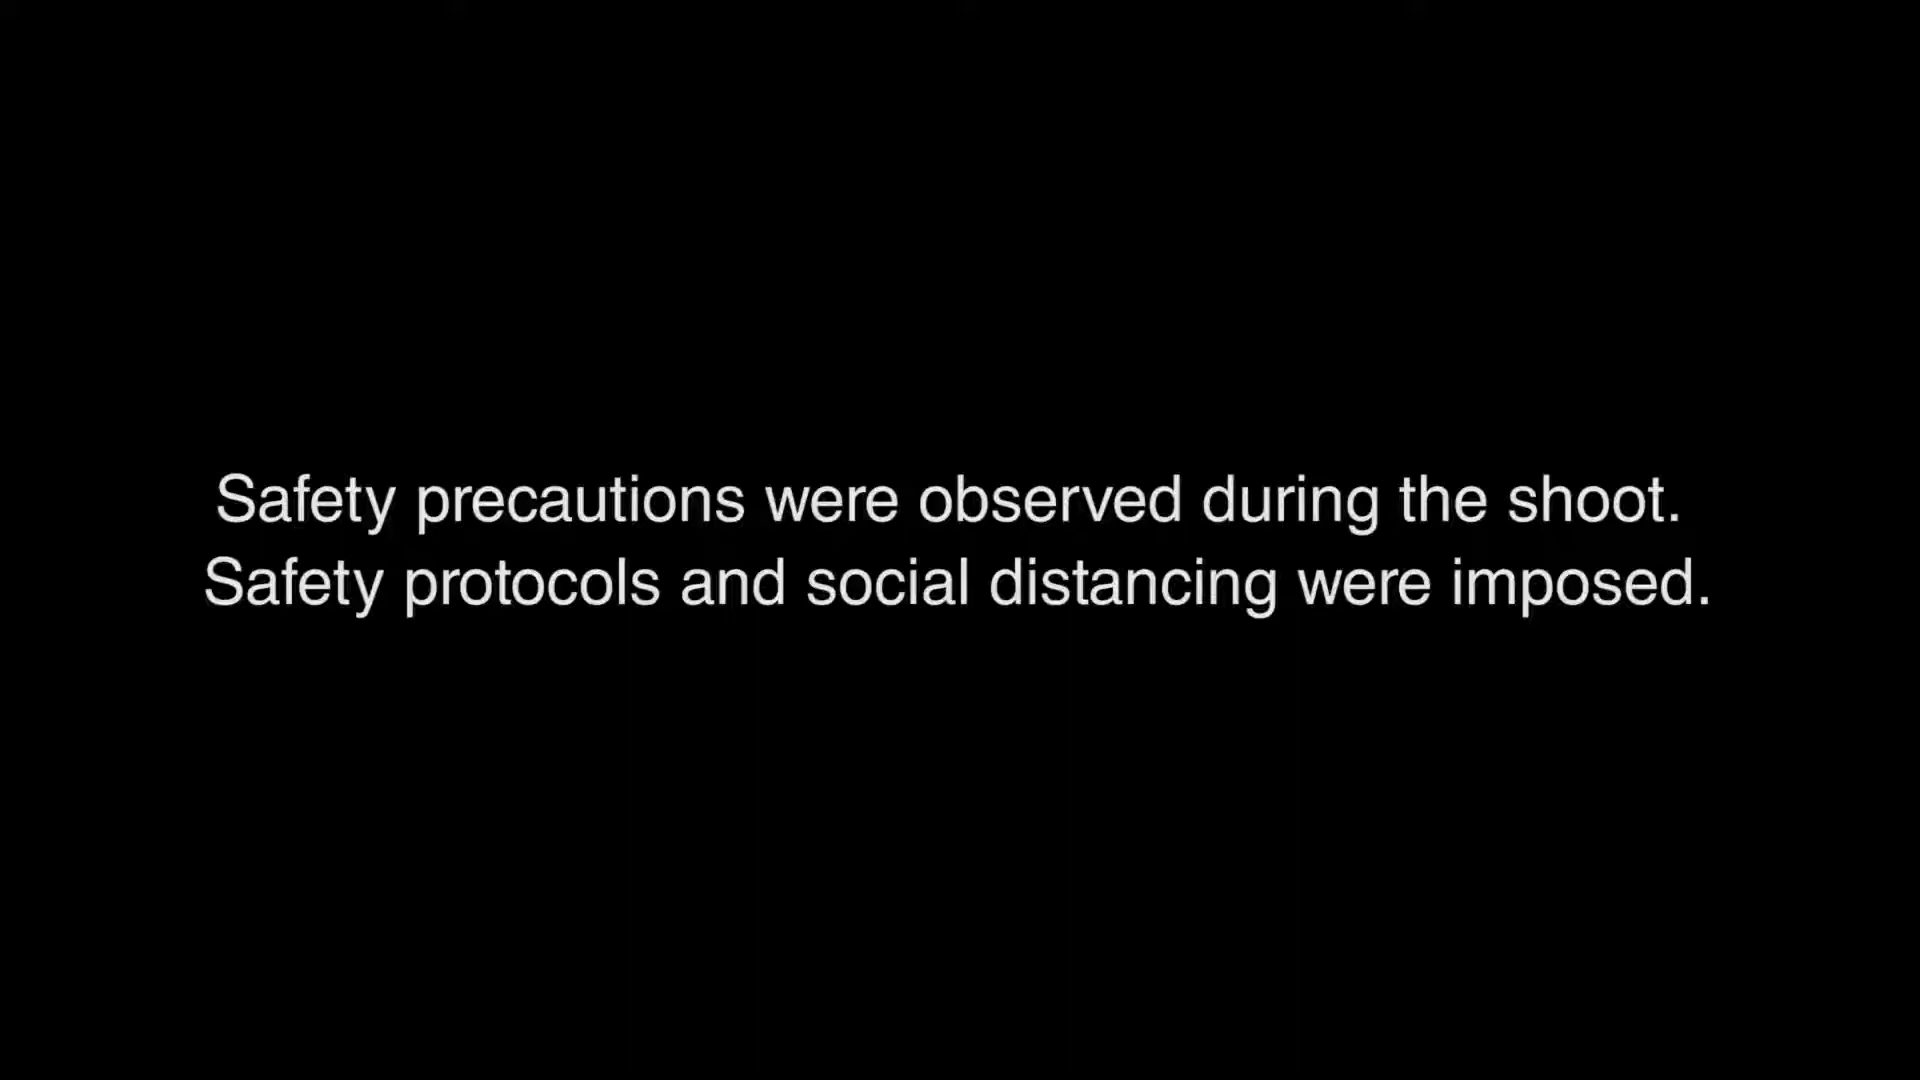 Safety precautions were observed during the shoot.
Safety protocols and social distancing were imposed.